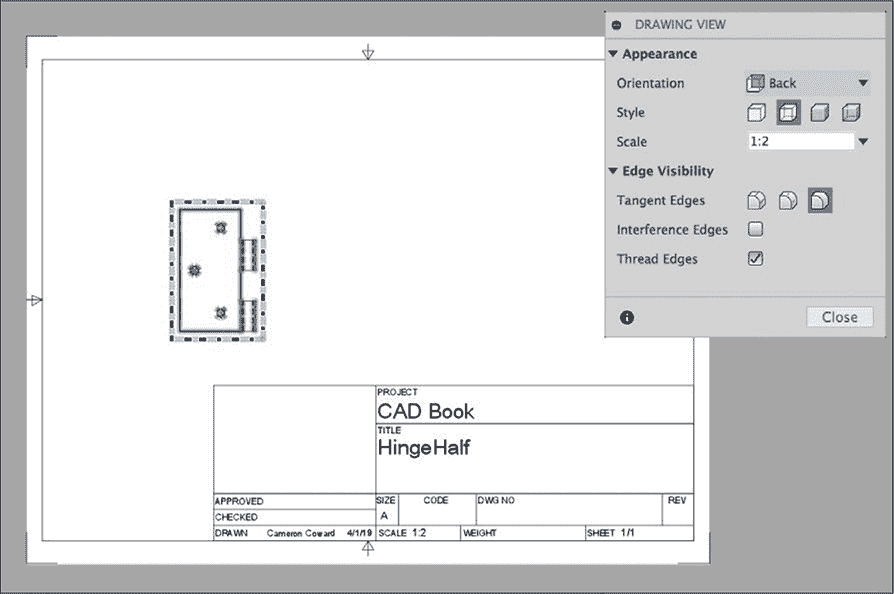 DRAWING VIEW
Appearance
Orientation Back
Style
Scale 1:2
Edge Visibility
Tangent Edges
Interference Edges
Thread Edges
Close
PROJECT
CAD Book
TITLE
HingeHalf
APPROVED
CHECKED
SIZE CODE DWG NO REV
A
DRAWN Cameron Coward 4/1/19 SCALE 1:2 WEIGHT SHEET 1/1